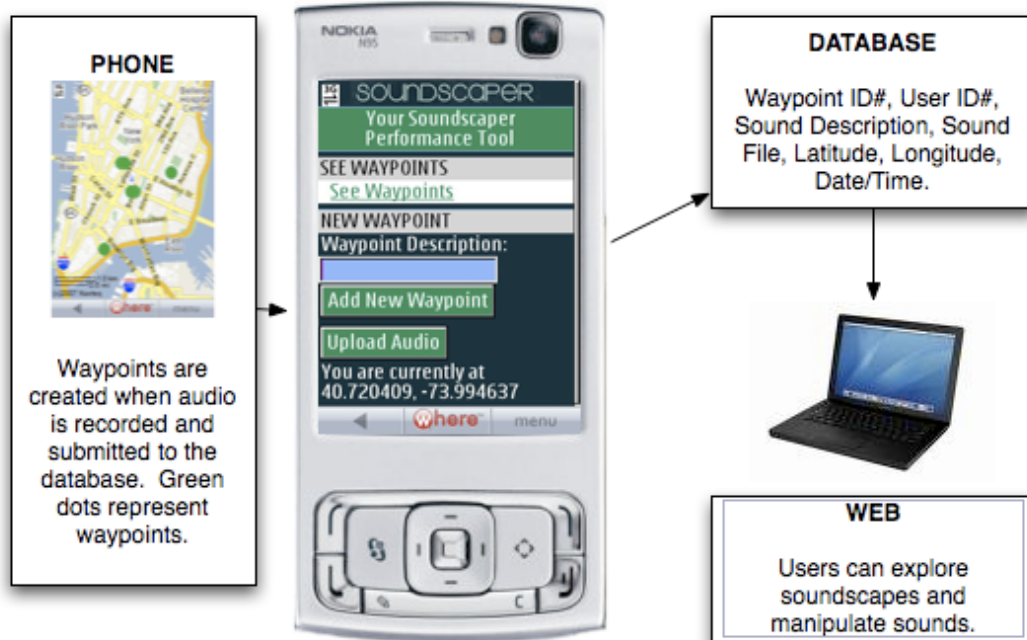 PHONE
where menu
Waypoints are
created when audio
is recorded and
submitted to the
database. Green
dots represent
waypoints.
NOKIA
N95
SOUNDSCAPER
Your Soundscaper
Performance Tool
SEE WAYPOINTS
See Waypoints
NEW WAYPOINT
Waypoint Description:
Add New Waypoint
Upload Audio
You are currently at
40.720409, -73.994637
where menu
C
DATABASE
Waypoint ID#, User ID#,
Sound Description, Sound
File, Latitude, Longitude,
Date/Time.
WEB
Users can explore
soundscapes and
manipulate sounds.